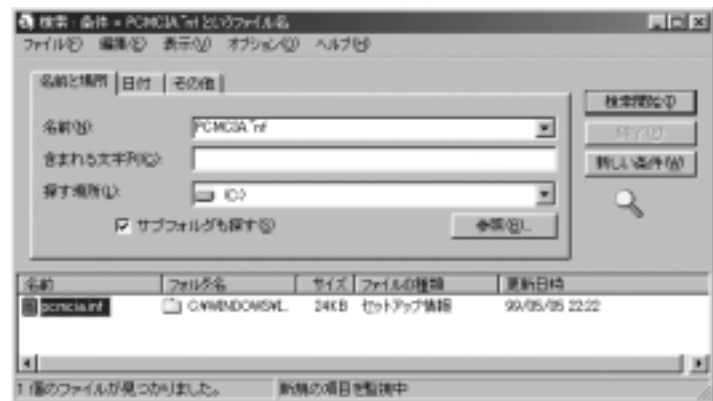 検索 : 条件 = PCMCIA.inf というファイル名
ファイル(F) 編集(E) 表示(V) オプション(O) ヘルプ(H)
名前と場所 日付 その他
名前(N): PCMCIA.inf
含まれる文字列(C):
探す場所(L): (C:)
サブフォルダも探す(S)
参照(B)...
検索開始(I)
新しい条件(W)
名前 フォルダ名 サイズ ファイルの種類 更新日時
pcmcia.inf C:¥WINDOWS¥I... 24KB セットアップ情報 99/05/05 22:22
1 個のファイルが見つかりました。 新規の項目を監視中